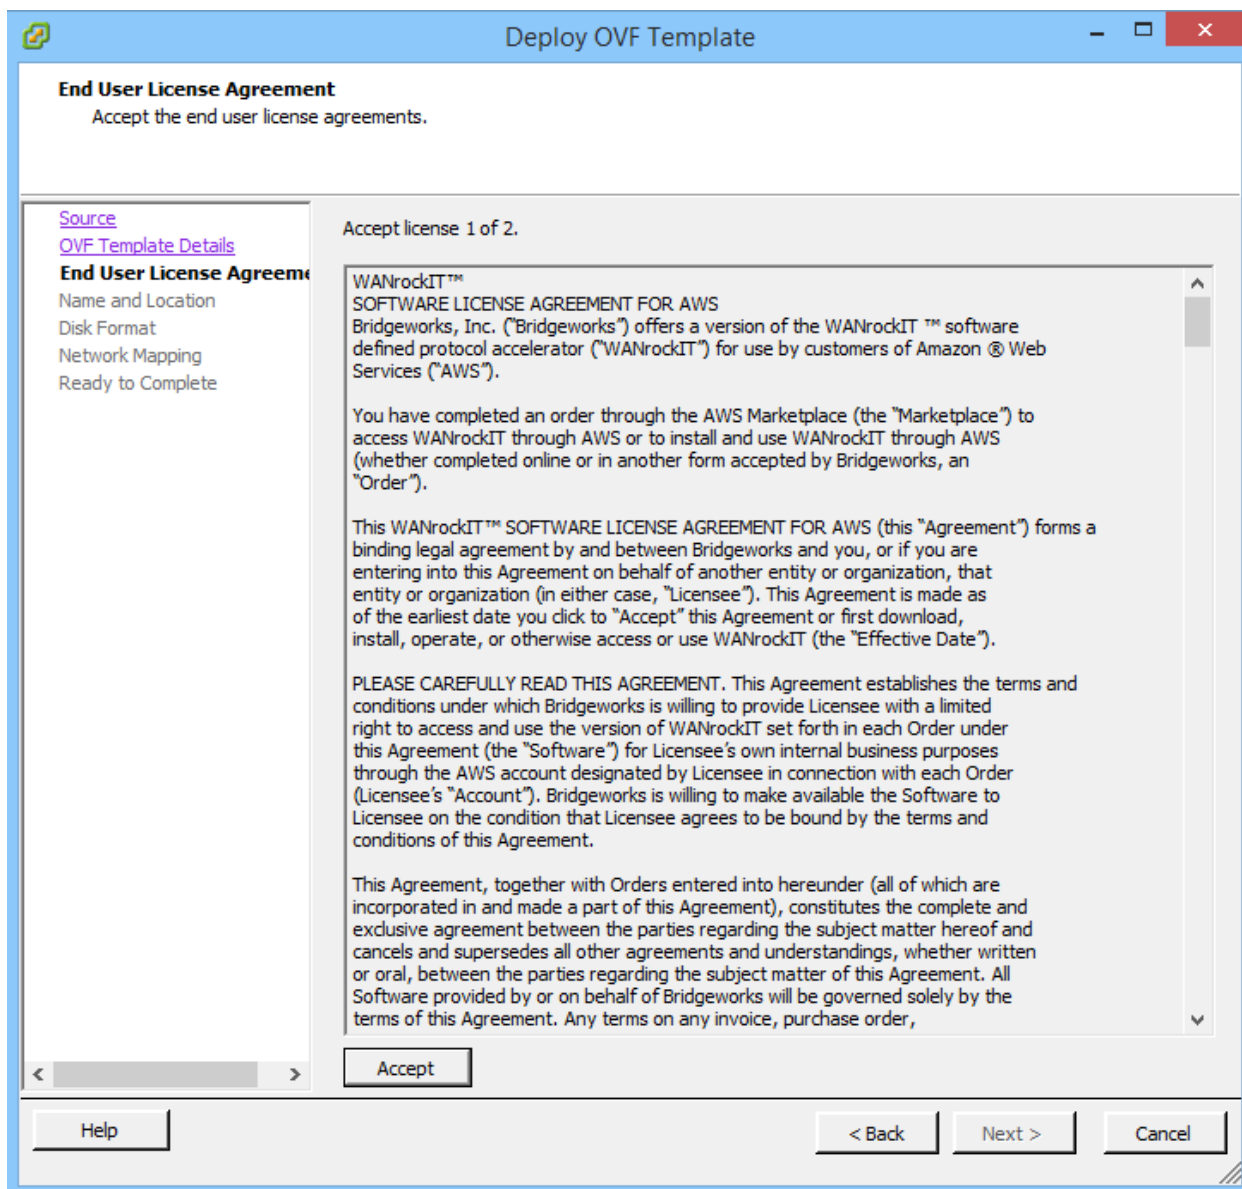 Deploy OVF Template
End User License Agreement
Accept the end user license agreements.
Source
OVF Template Details
End User License Agreeme
Name and Location
Disk Format
Network Mapping
Ready to Complete
Accept license 1 of 2.
WANrockIT™
SOFTWARE LICENSE AGREEMENT FOR AWS
Bridgeworks, Inc. (“Bridgeworks”) offers a version of the WANrockIT ™ software
defined protocol accelerator (“WANrockIT”) for use by customers of Amazon ® Web
Services (“AWS”).
You have completed an order through the AWS Marketplace (the “Marketplace”) to
access WANrockIT through AWS or to install and use WANrockIT through AWS
(whether completed online or in another form accepted by Bridgeworks, an
“Order”).
This WANrockIT™ SOFTWARE LICENSE AGREEMENT FOR AWS (this “Agreement”) forms a
binding legal agreement by and between Bridgeworks and you, or if you are
entering into this Agreement on behalf of another entity or organization, that
entity or organization (in either case, “Licensee”). This Agreement is made as
of the earliest date you click to “Accept” this Agreement or first download,
install, operate, or otherwise access or use WANrockIT (the “Effective Date”).
PLEASE CAREFULLY READ THIS AGREEMENT. This Agreement establishes the terms and
conditions under which Bridgeworks is willing to provide Licensee with a limited
right to access and use the version of WANrockIT set forth in each Order under
this Agreement (the “Software”) for Licensee’s own internal business purposes
through the AWS account designated by Licensee in connection with each Order
(Licensee’s “Account”). Bridgeworks is willing to make available the Software to
Licensee on the condition that Licensee agrees to be bound by the terms and
conditions of this Agreement.
This Agreement, together with Orders entered into hereunder (all of which are
incorporated in and made a part of this Agreement), constitutes the complete and
exclusive agreement between the parties regarding the subject matter hereof and
cancels and supersedes all other agreements and understandings, whether written
or oral, between the parties regarding the subject matter of this Agreement. All
Software provided by or on behalf of Bridgeworks will be governed solely by the
terms of this Agreement. Any terms on any invoice, purchase order,
Accept
Help
< Back
Next >
Cancel